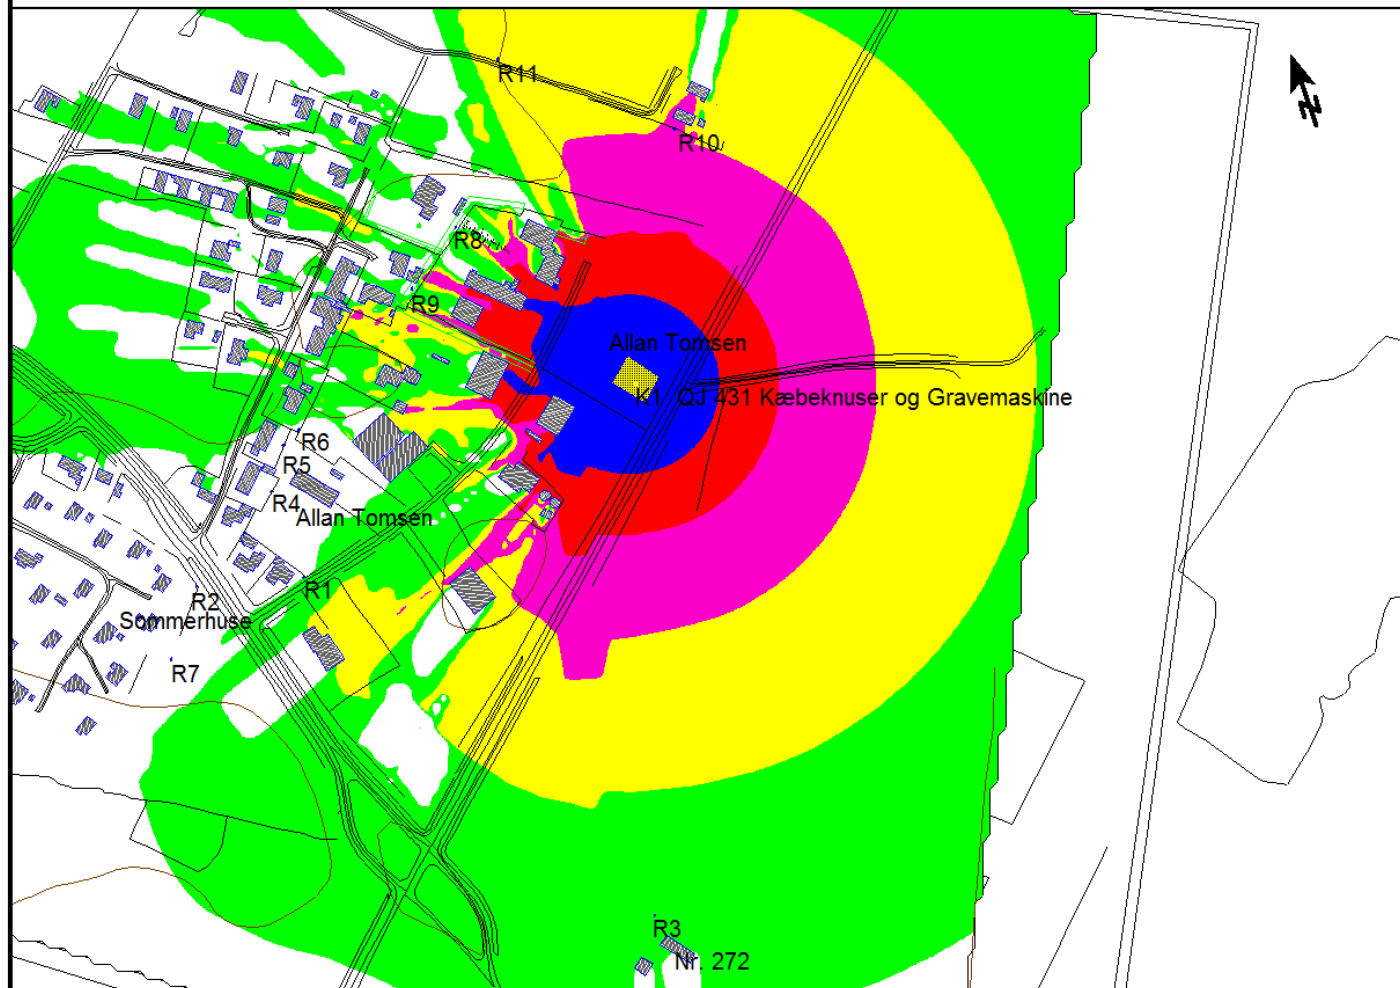 R11
R10
R8
R9
Allan Tomsen
K1 QJ 431 Kæbeknuser og Gravemaskine
R6
R5
R4
Allan Tomsen
R1
R2
Sommerhuse
R7
R3
Nr. 272
N